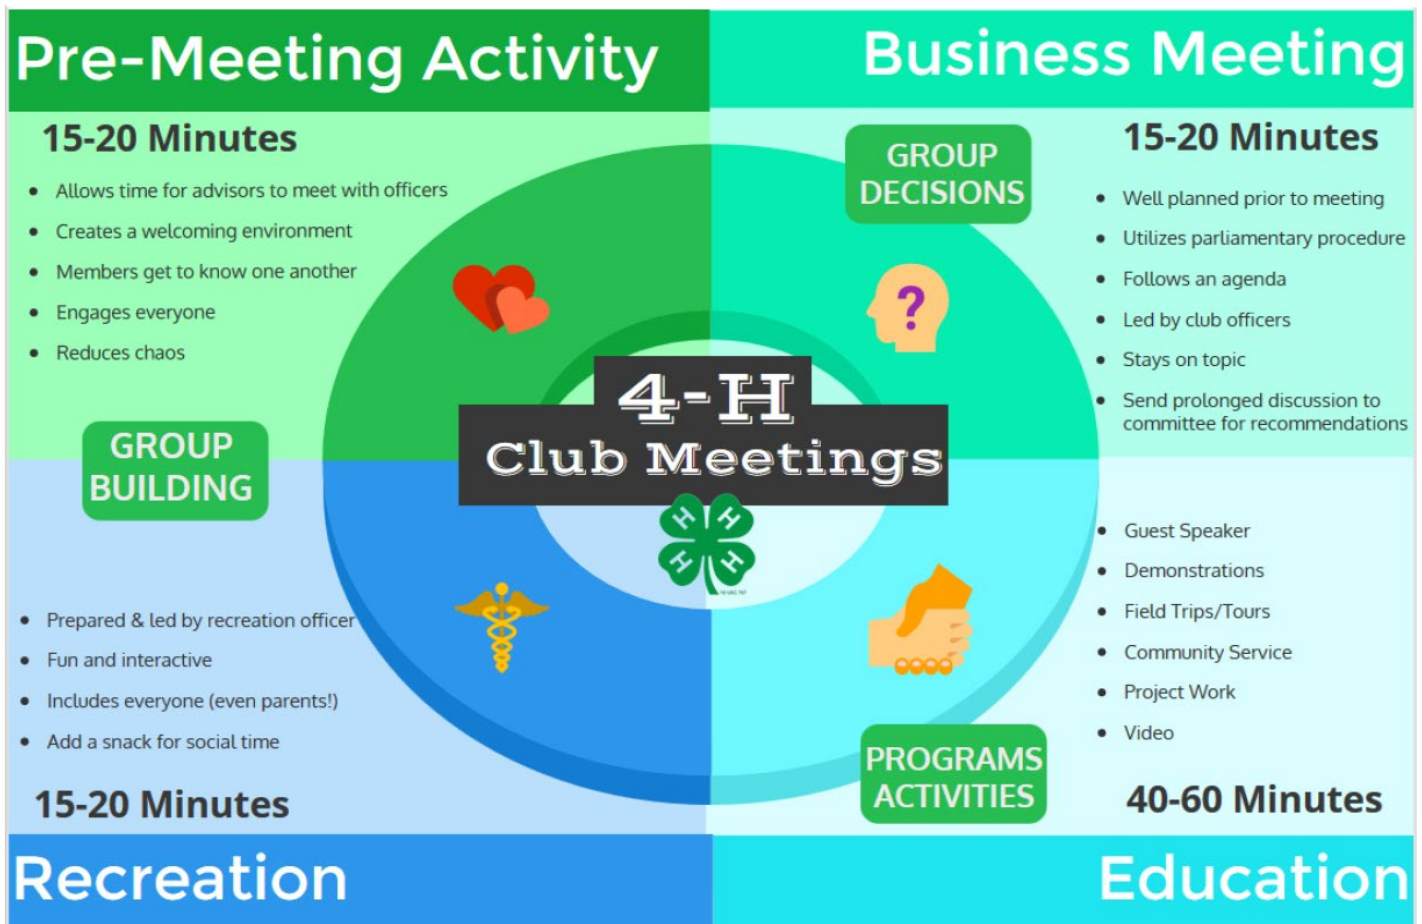 Pre-Meeting Activity
15-20 Minutes
• Allows time for advisors to meet with officers
• Creates a welcoming environment
• Members get to know one another
• Engages everyone
• Reduces chaos
Business Meeting
15-20 Minutes
GROUP
DECISIONS
• Well planned prior to meeting
• Utilizes parliamentary procedure
• Follows an agenda
• Led by club officers
• Stays on topic
• Send prolonged discussion to
committee for recommendations
?
4-H
Club Meetings
H H
H H
GROUP
BUILDING
• Prepared & led by recreation officer
• Fun and interactive
• Includes everyone (even parents!)
• Add a snack for social time
15-20 Minutes
Recreation
• Guest Speaker
• Demonstrations
• Field Trips/Tours
• Community Service
• Project Work
• Video
PROGRAMS
ACTIVITIES
40-60 Minutes
Education